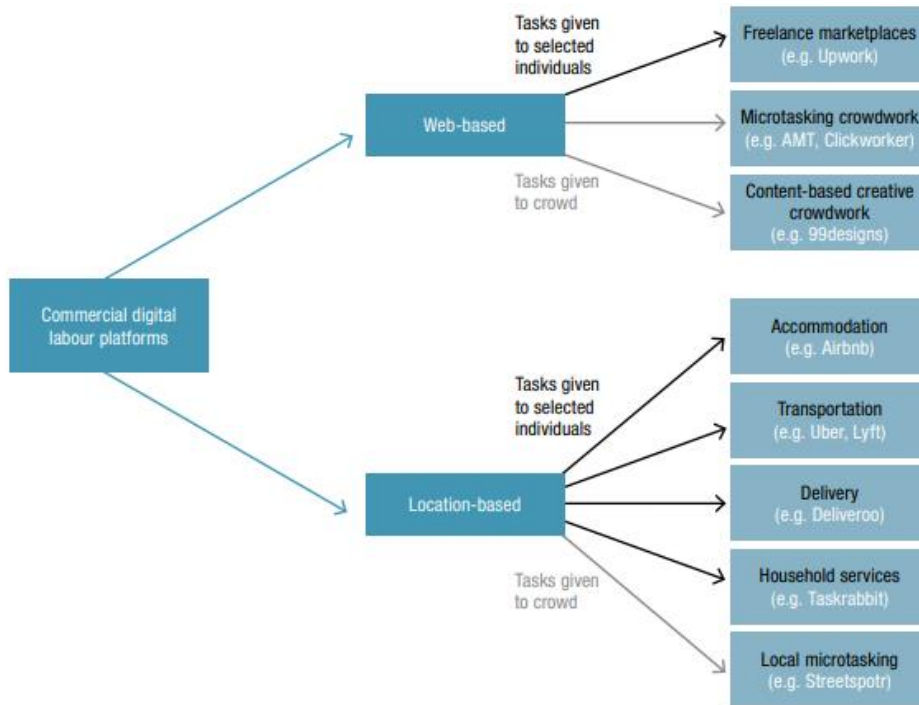 Tasks given
to selected
individuals
Freelance marketplaces
(e.g. Upwork)
Web-based
Microtasking crowdwork
(e.g. AMT, Clickworker)
Tasks given
to crowd
Content-based creative
crowdwork
(e.g. 99designs)
Commercial digital
labour platforms
Accommodation
(e.g. Airbnb)
Tasks given
to selected
individuals
Transportation
(e.g. Uber, Lyft)
Location-based
Delivery
(e.g. Deliveroo)
Tasks given
to crowd
Household services
(e.g. Taskrabbit)
Local microtasking
(e.g. Streetspotr)